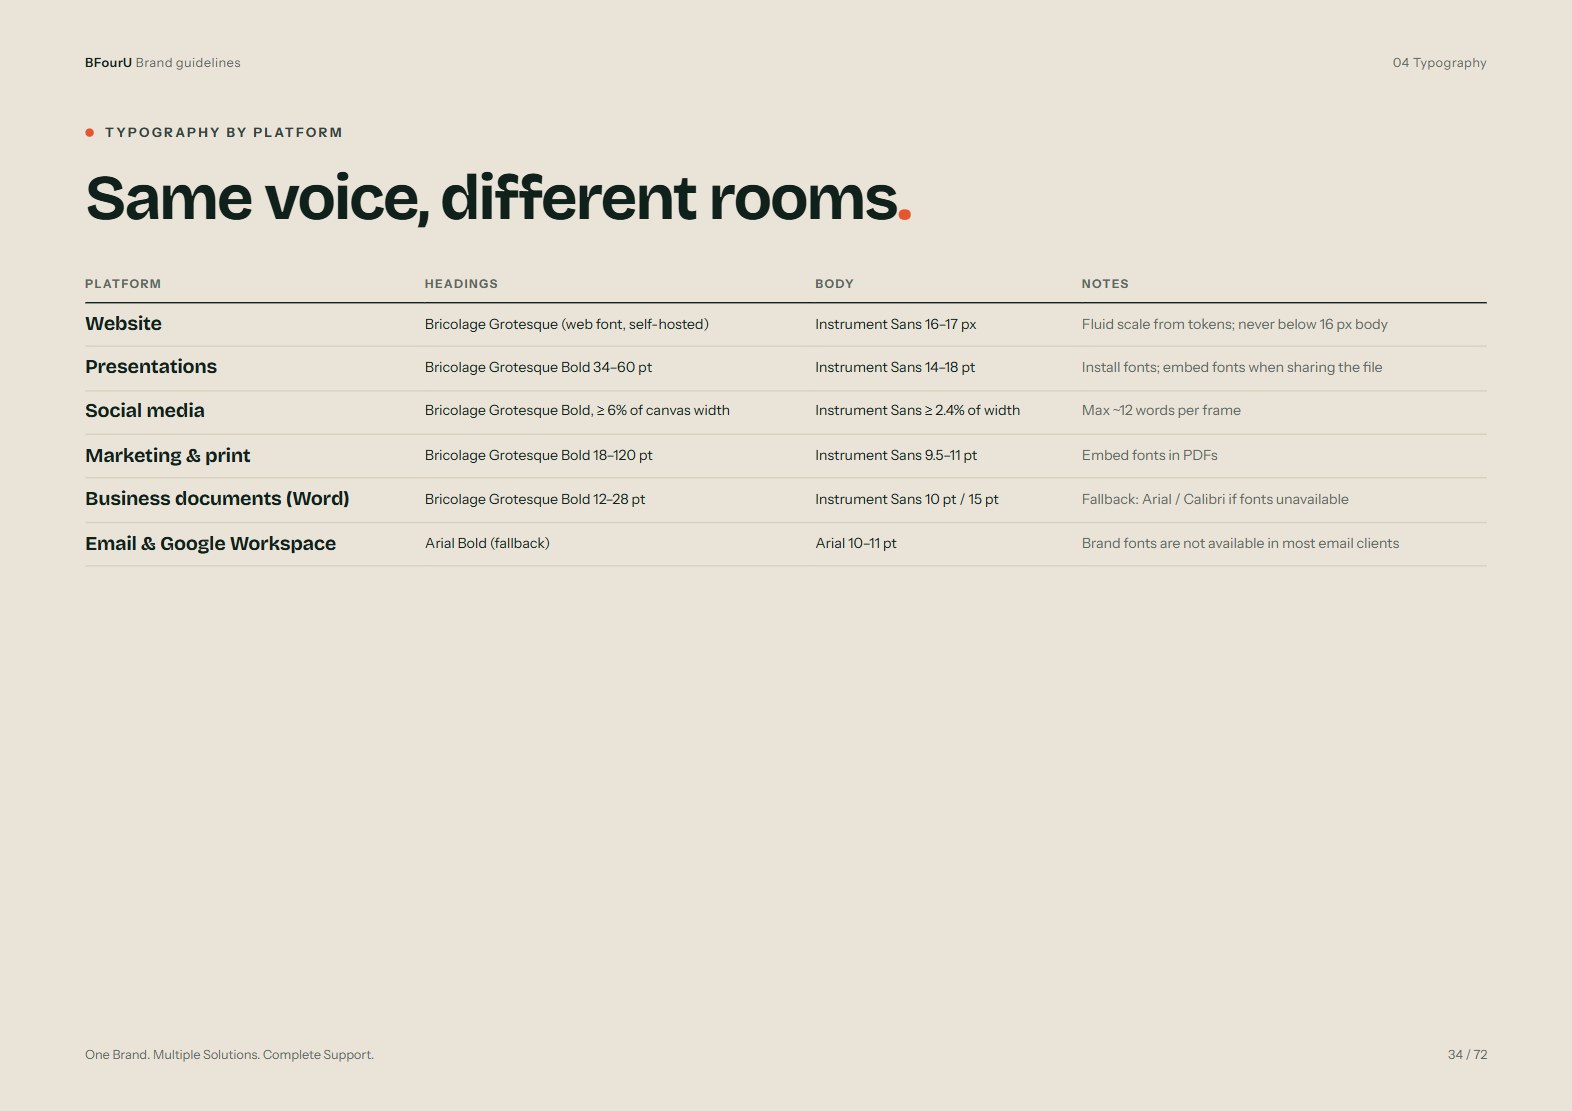 BFourU Brand guidelines
04 Typography
TYPOGRAPHY BY PLATFORM
Same voice, different rooms.
PLATFORM HEADINGS BODY NOTES
Website Bricolage Grotesque (web font, self-hosted) Instrument Sans 16–17 px Fluid scale from tokens; never below 16 px body
Presentations Bricolage Grotesque Bold 34–60 pt Instrument Sans 14–18 pt Install fonts; embed fonts when sharing the file
Social media Bricolage Grotesque Bold, ≥ 6% of canvas width Instrument Sans ≥ 2.4% of width Max ~12 words per frame
Marketing & print Bricolage Grotesque Bold 18–120 pt Instrument Sans 9.5–11 pt Embed fonts in PDFs
Business documents (Word) Bricolage Grotesque Bold 12–28 pt Instrument Sans 10 pt / 15 pt Fallback: Arial / Calibri if fonts unavailable
Email & Google Workspace Arial Bold (fallback) Arial 10–11 pt Brand fonts are not available in most email clients
One Brand. Multiple Solutions. Complete Support.
34 / 72